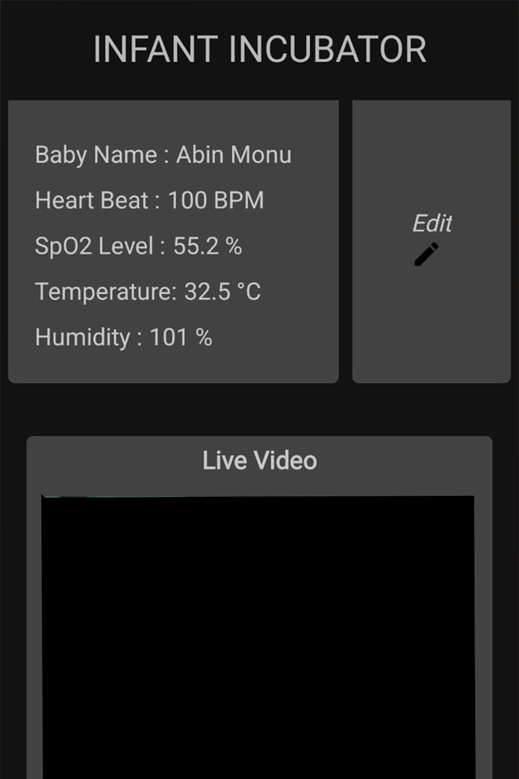 INFANT INCUBATOR
Baby Name : Abin Monu
Heart Beat : 100 BPM
SpO2 Level : 55.2 %
Temperature: 32.5 °C
Humidity : 101 %
Edit
Live Video